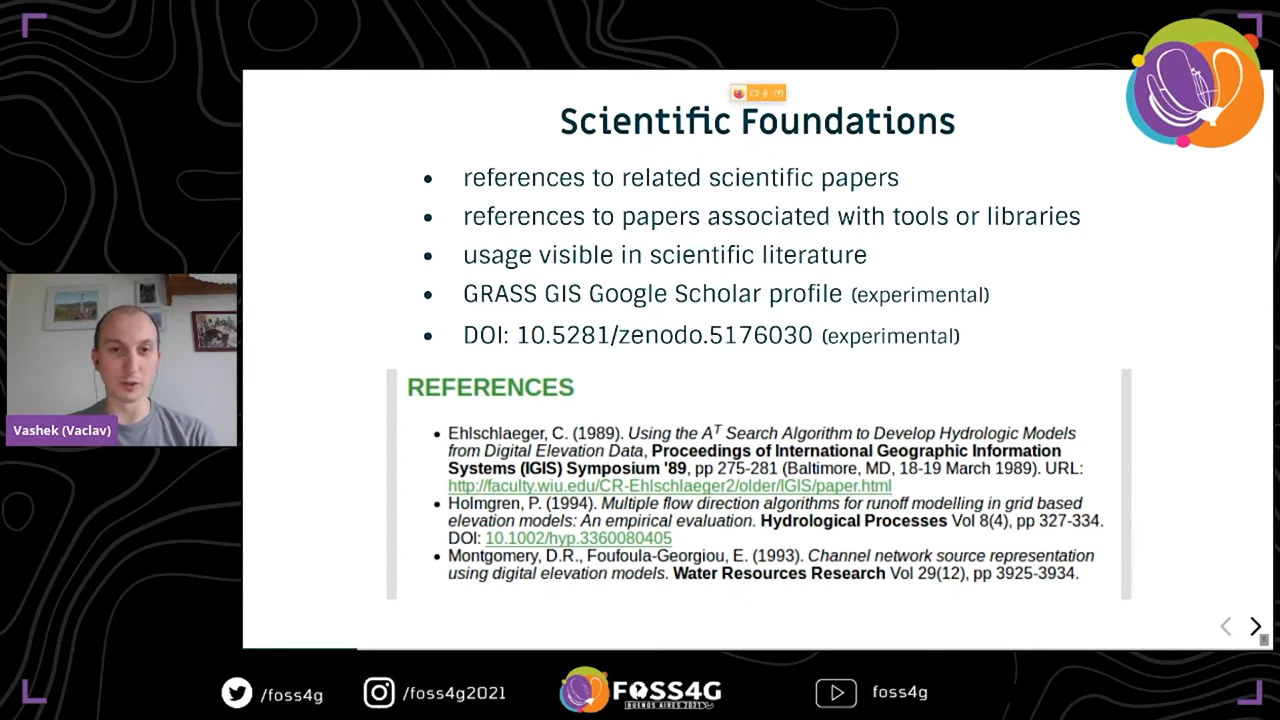 Scientific Foundations
references to related scientific papers
references to papers associated with tools or libraries
usage visible in scientific literature
GRASS GIS Google Scholar profile (experimental)
DOI: 10.5281/zenodo.5176030 (experimental)
REFERENCES
Ehlschlaeger, C. (1989). Using the A^T Search Algorithm to Develop Hydrologic Models
from Digital Elevation Data, Proceedings of International Geographic Information
Systems (IGIS) Symposium '89, pp 275-281 (Baltimore, MD, 18-19 March 1989). URL:
http://faculty.wiu.edu/CR-Ehlschlaeger2/older/IGIS/paper.html
Holmgren, P. (1994). Multiple flow direction algorithms for runoff modelling in grid based
elevation models: An empirical evaluation. Hydrological Processes Vol 8(4), pp 327-334.
DOI: 10.1002/hyp.3360080405
Montgomery, D.R., Foufoula-Georgiou, E. (1993). Channel network source representation
using digital elevation models. Water Resources Research Vol 29(12), pp 3925-3934.
Vashek (Vaclav)
/foss4g
/foss4g2021
FOSS4G
BUENOS AIRES 2021
foss4g